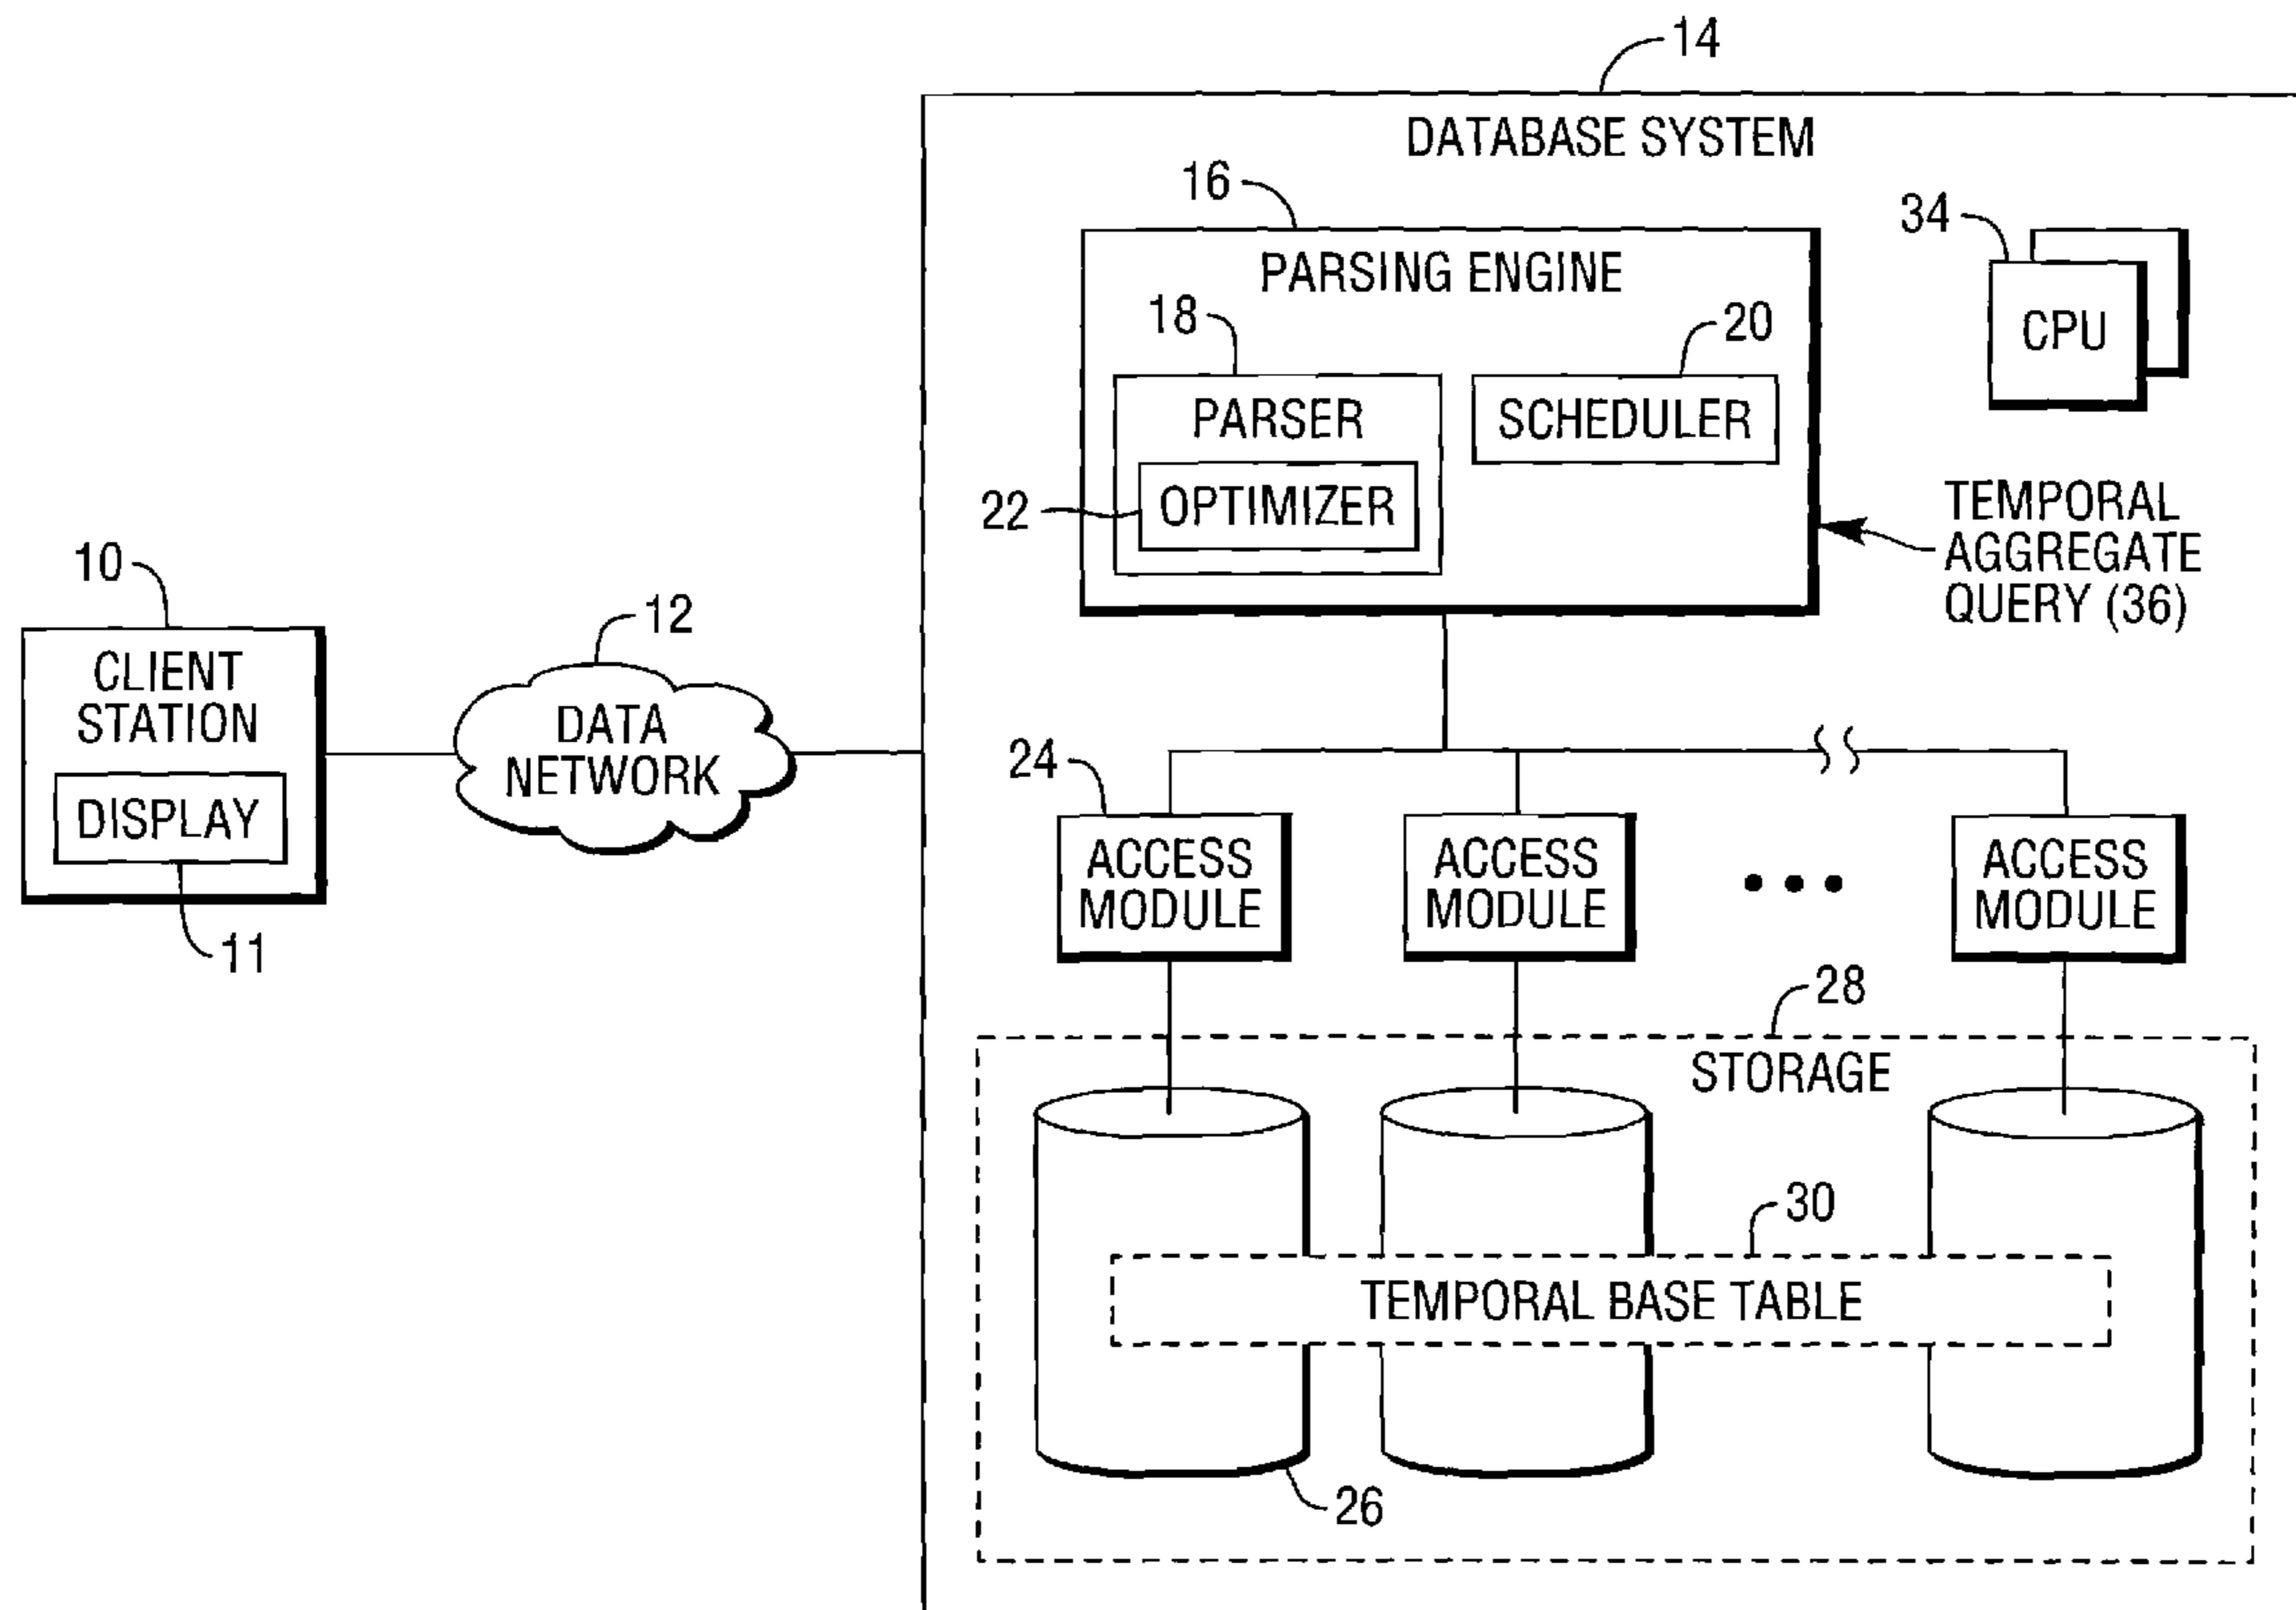 14
DATABASE SYSTEM
16
PARSING ENGINE
34
CPU
18
20
PARSER
SCHEDULER
22
OPTIMIZER
TEMPORAL
AGGREGATE
QUERY (36)
10
CLIENT
STATION
DISPLAY
11
12
DATA
NETWORK
24
ACCESS
MODULE
ACCESS
MODULE
ACCESS
MODULE
28
STORAGE
30
TEMPORAL BASE TABLE
26